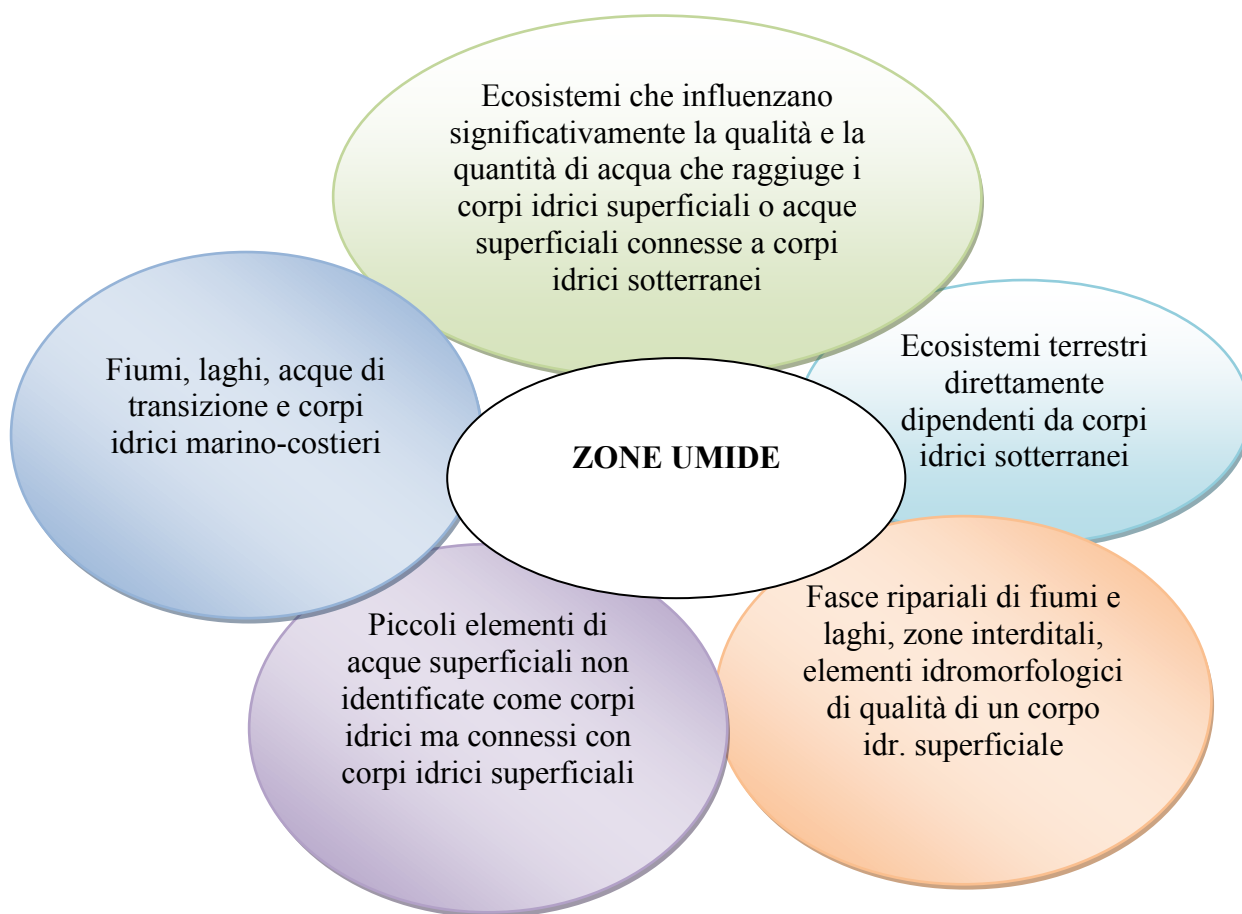 Ecosistemi che influenzano
significativamente la qualità e la
quantità di acqua che raggiuge i
corpi idrici superficiali o acque
superficiali connesse a corpi
idrici sotterranei
Fiumi, laghi, acque di
transizione e corpi
idrici marino-costieri
Ecosistemi terrestri
direttamente
dipendenti da corpi
idrici sotterranei
ZONE UMIDE
Piccoli elementi di
acque superficiali non
identificate come corpi
idrici ma connessi con
corpi idrici superficiali
Fasce ripariali di fiumi e
laghi, zone interditali,
elementi idromorfologici
di qualità di un corpo
idr. superficiale